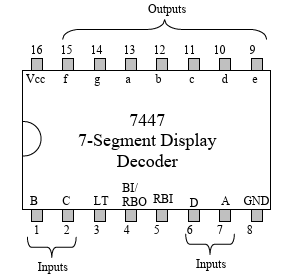 Outputs
16 15 14 13 12 11 10 9
Vcc f g a b c d e
7447
7-Segment Display
Decoder
BI/
B C LT RBO RBI D A GND
1 2 3 4 5 6 7 8
Inputs Inputs